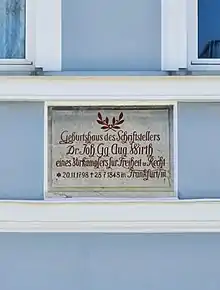 Geburtshaus des Schriftstellers
Dr. Joh. Gg. Aug. Wirth
eines Vorkämpfers für Freiheit u. Recht
* 20.11.1798 + 26.7.1848 in Frankfurt/M.